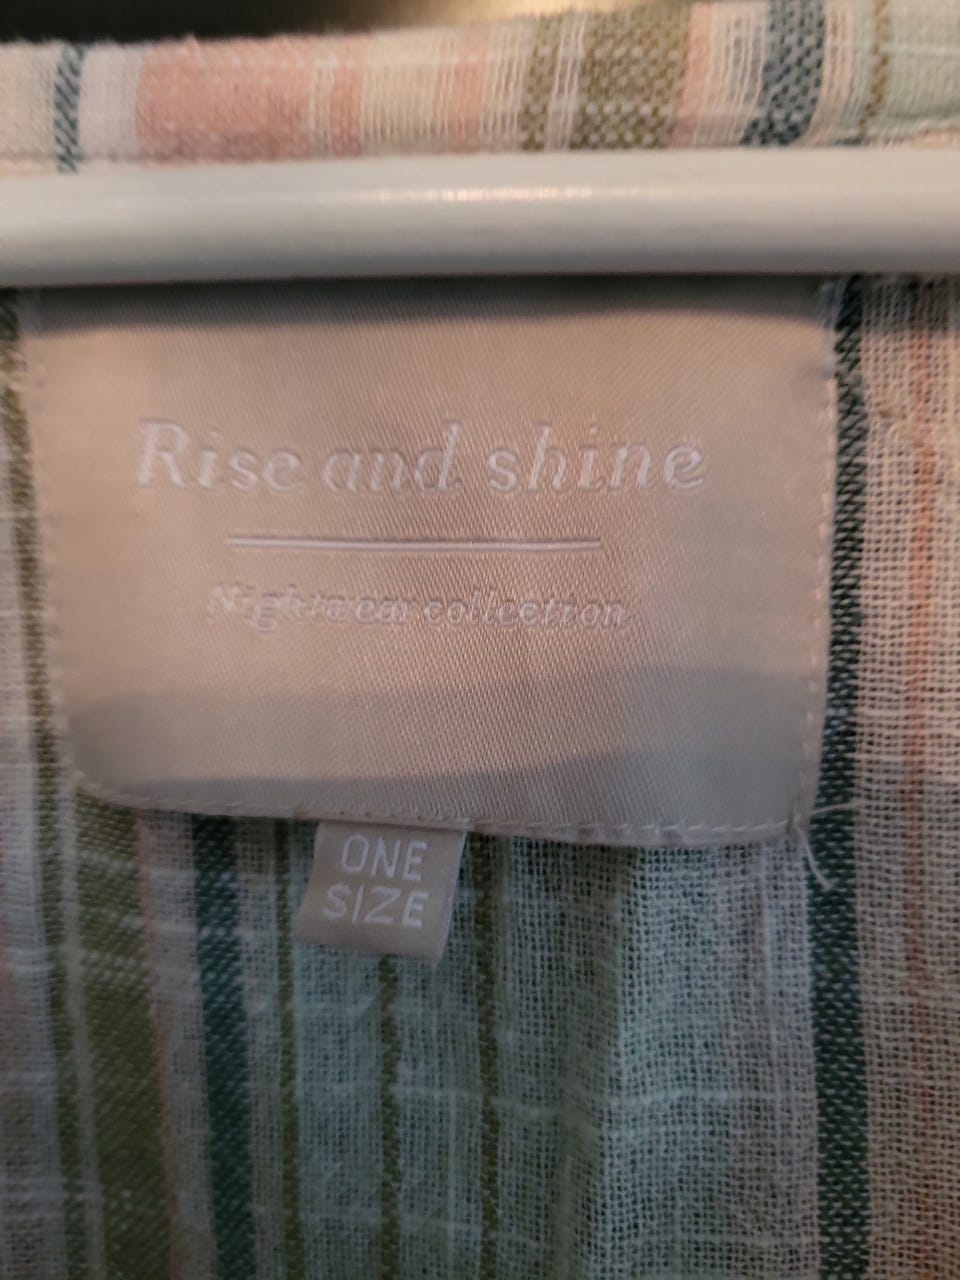 Rise and shine
Nightwear collection
ONE
SIZE